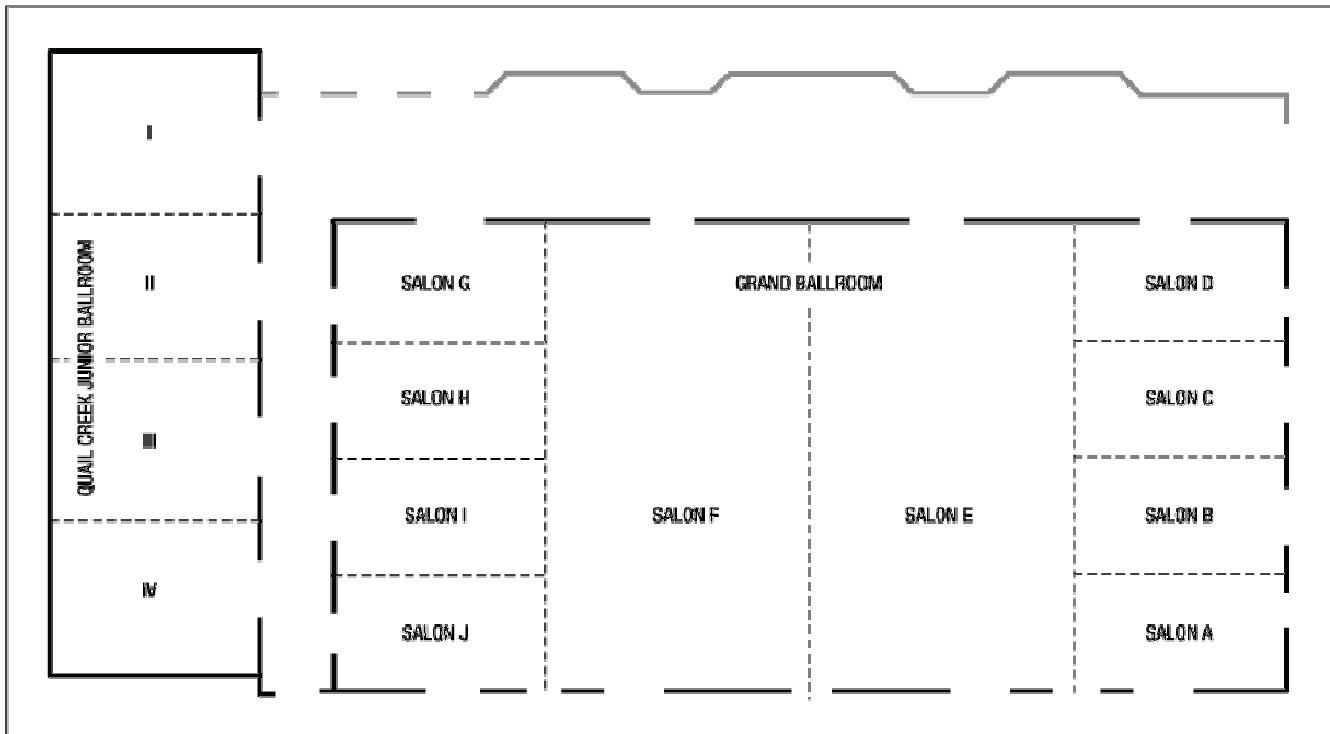 I
II
QUAIL CREEK JUNIOR BALLROOM
III
IV
SALON G
GRAND BALLROOM
SALON D
SALON H
SALON C
SALON I
SALON F
SALON E
SALON B
SALON J
SALON A